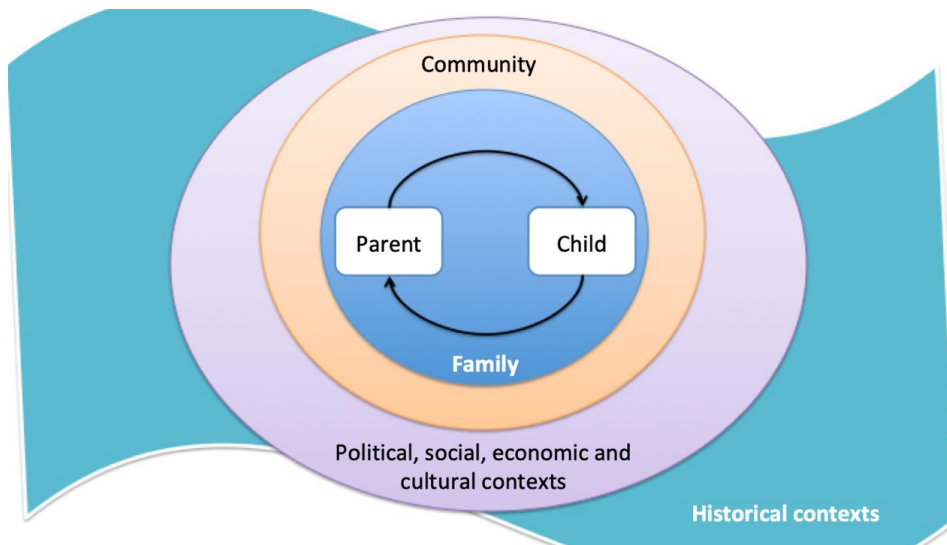 Community
Parent
Child
Family
Political, social, economic and
cultural contexts
Historical contexts